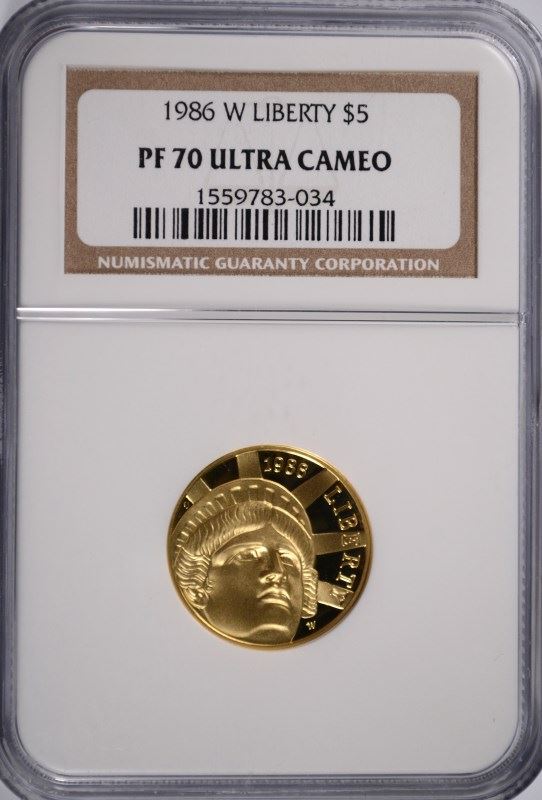 1986 W LIBERTY $5
PF 70 ULTRA CAMEO
1559783-034
NUMISMATIC GUARANTY CORPORATION
1986
LIBERTY
W